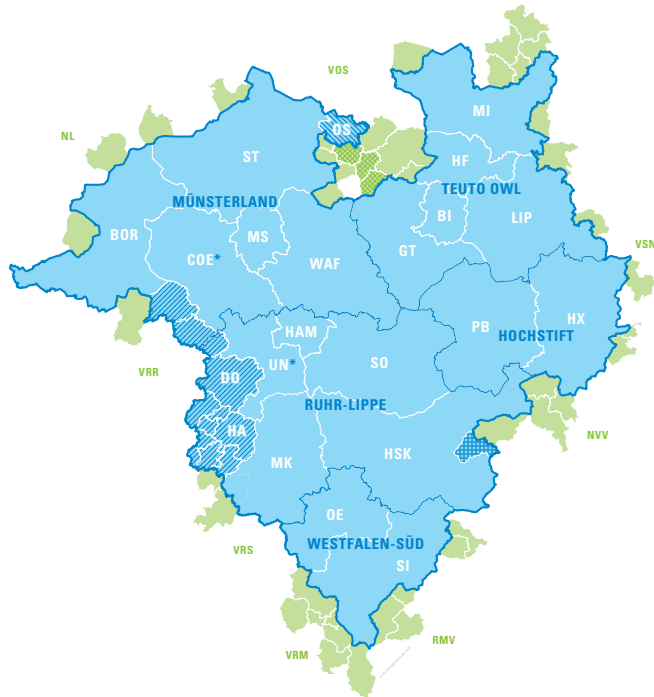 VOS
MI
OS
NL
ST
HF
TEUTO OWL
MÜNSTERLAND
BI
LIP
BOR
MS
VSN
COE*
WAF
GT
HAM
PB
HX
HOCHSTIFT
UN*
SO
VRR
DO
RUHR-LIPPE
HA
NVV
MK
HSK
OE
VRS
WESTFALEN-SÜD
SI
RMV
VRM